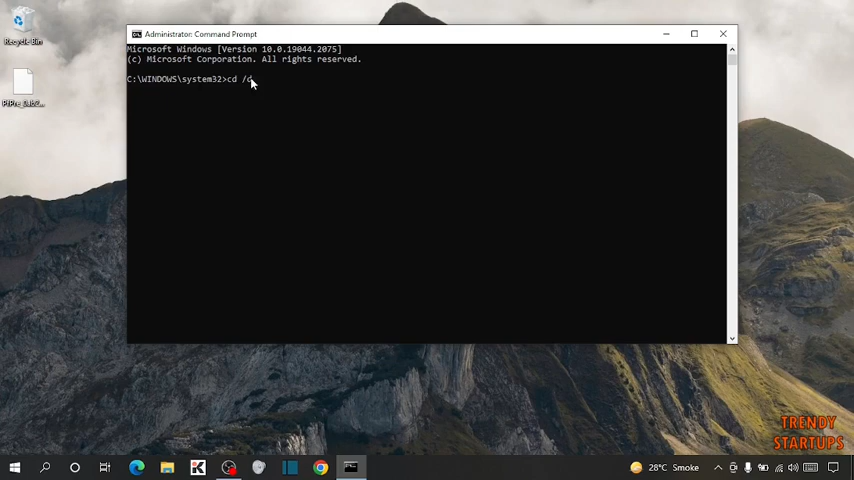 Administrator: Command Prompt
Microsoft Windows [Version 10.0.19044.2075]
(c) Microsoft Corporation. All rights reserved.
C:\WINDOWS\system32>cd /d
Recycle Bin
TRENDY
STARTUPS
28°C Smoke